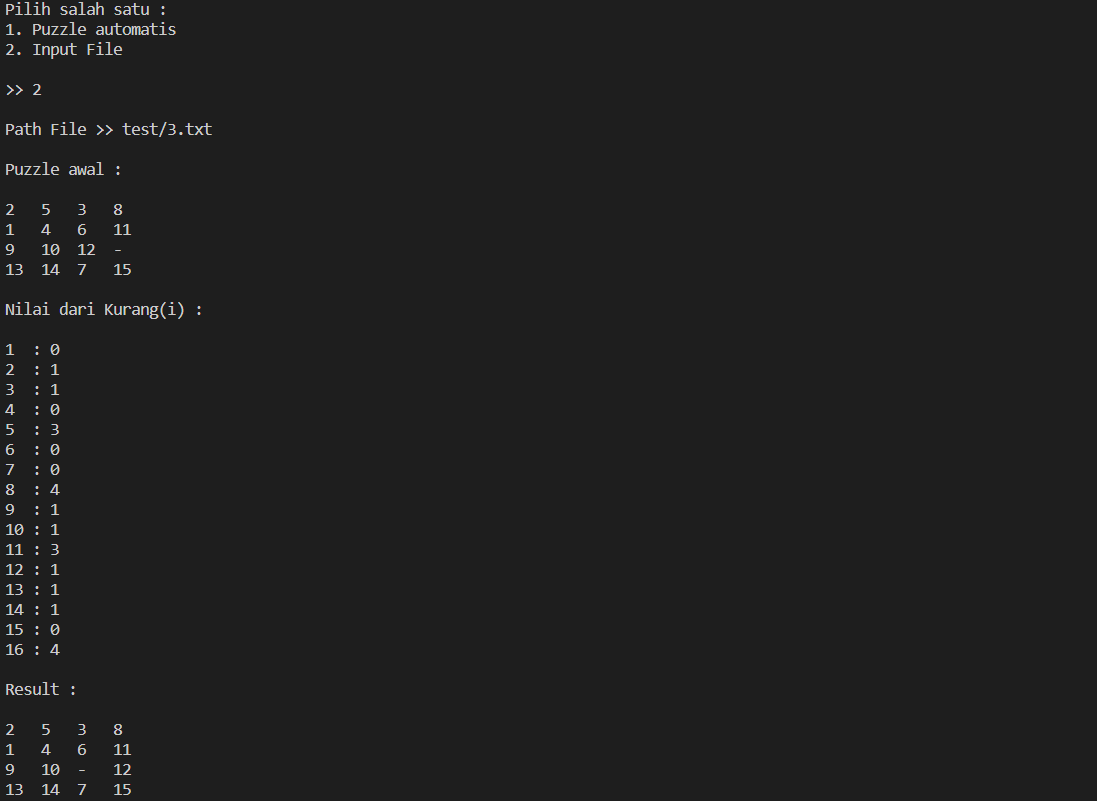 Pilih salah satu :
1. Puzzle automatis
2. Input File
>> 2
Path File >> test/3.txt
Puzzle awal :
2 5 3 8
1 4 6 11
9 10 12 -
13 14 7 15
Nilai dari Kurang(i) :
1 : 0
2 : 1
3 : 1
4 : 0
5 : 3
6 : 0
7 : 0
8 : 4
9 : 1
10 : 1
11 : 3
12 : 1
13 : 1
14 : 1
15 : 0
16 : 4
Result :
2 5 3 8
1 4 6 11
9 10 - 12
13 14 7 15